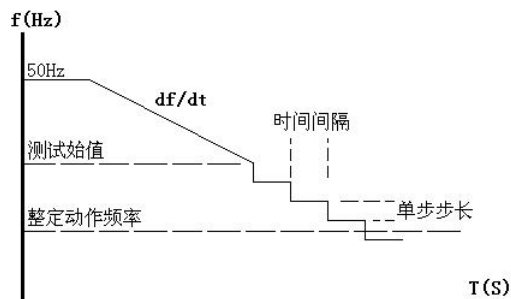 f(Hz)
50Hz
df/dt
时间间隔
测试始值
单步步长
整定动作频率
T(S)